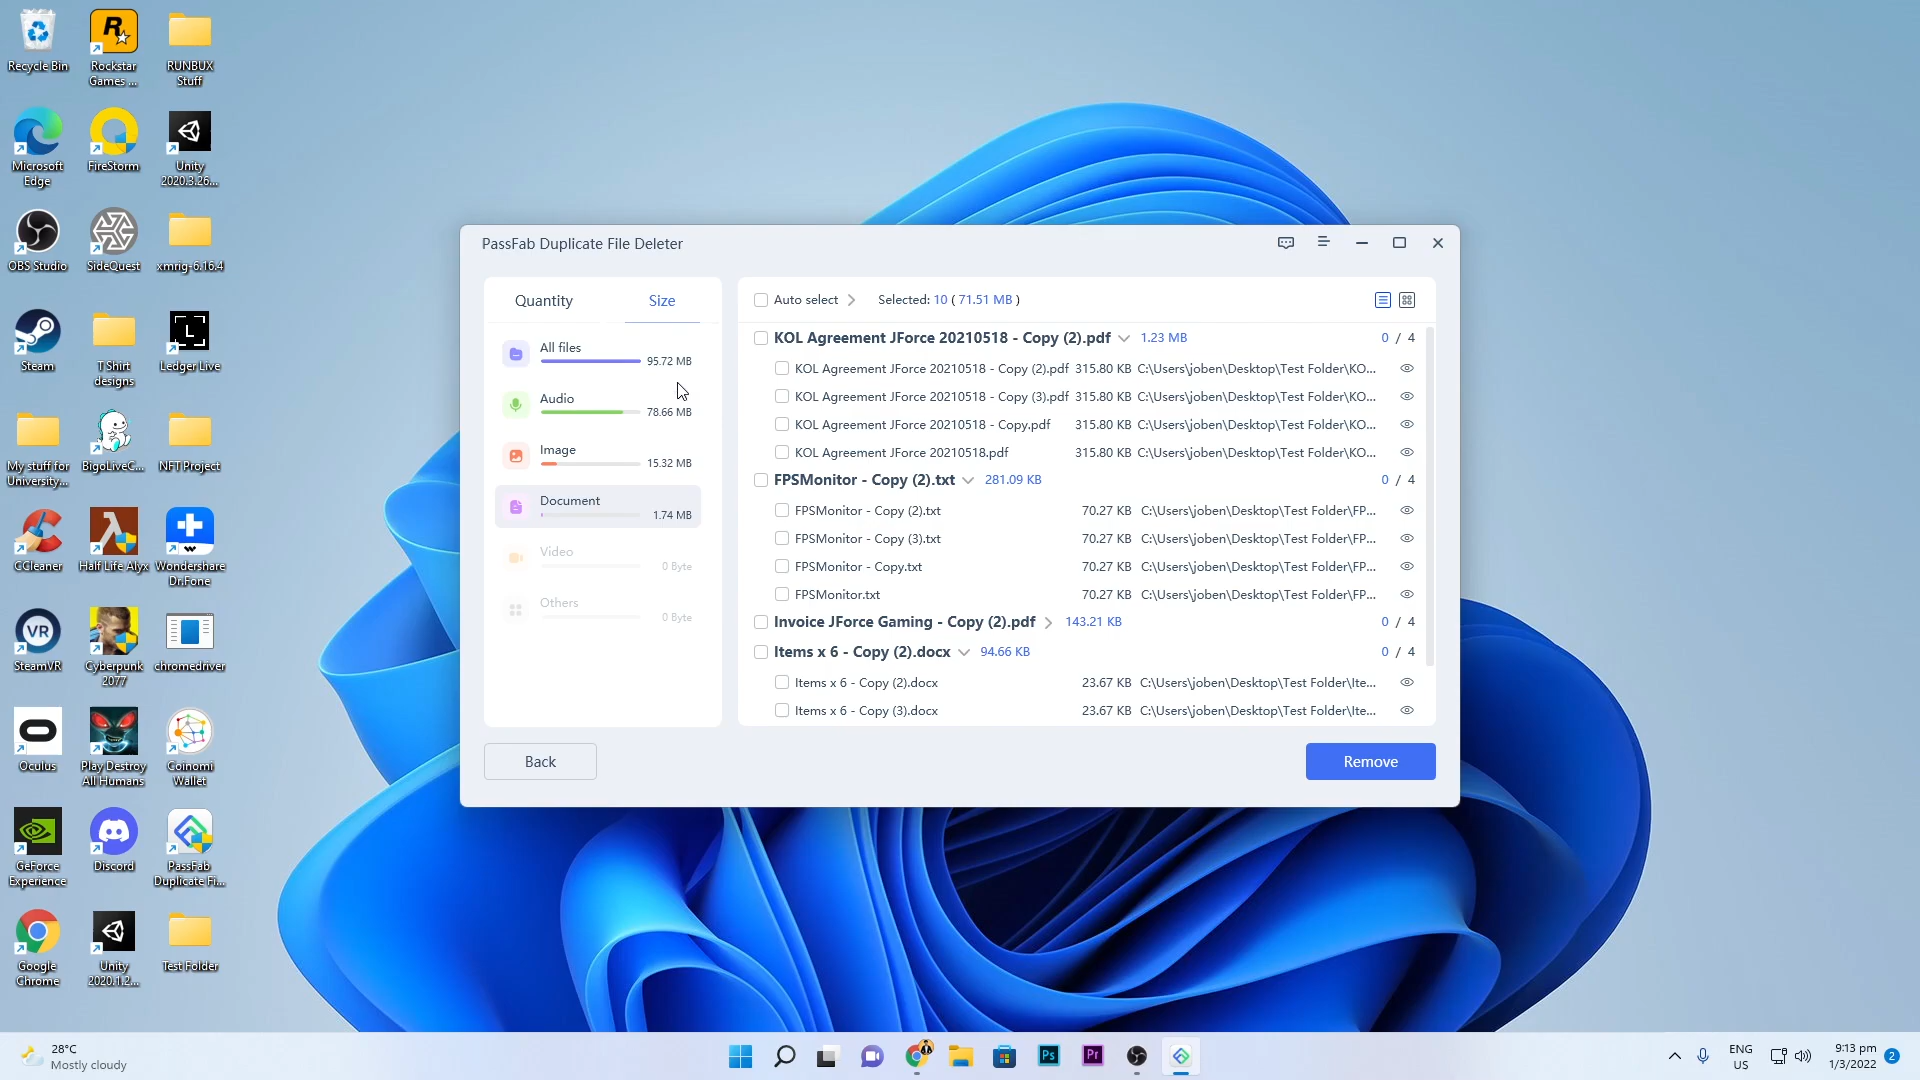 Recycle Bin
Rockstar
Games ...
RUNBUX
Stuff
Microsoft
Edge
FireStorm
Unity
2020.3.26...
OBS Studio
SideQuest
xmrig-6.16.4
Steam
T Shirt
designs
Ledger Live
My stuff for
University...
BigoLiveC...
NFT Project
CCleaner
Half Life Alyx
Wondershare
Dr.Fone
SteamVR
Cyberpunk
2077
chromedriver
Oculus
Play Destroy
All Humans
Coinomi
Wallet
GeForce
Experience
Discord
PassFab
Duplicate Fi...
Google
Chrome
Unity
2020.1.2...
Test Folder
PassFab Duplicate File Deleter
Quantity
Size
All files
95.72 MB
Audio
78.66 MB
Image
15.32 MB
Document
1.74 MB
Video
0 Byte
Others
0 Byte
Auto select Selected: 10 ( 71.51 MB )
KOL Agreement JForce 20210518 - Copy (2).pdf 1.23 MB 0 / 4
KOL Agreement JForce 20210518 - Copy (2).pdf 315.80 KB C:\Users\joben\Desktop\Test Folder\KO...
KOL Agreement JForce 20210518 - Copy (3).pdf 315.80 KB C:\Users\joben\Desktop\Test Folder\KO...
KOL Agreement JForce 20210518 - Copy.pdf 315.80 KB C:\Users\joben\Desktop\Test Folder\KO...
KOL Agreement JForce 20210518.pdf 315.80 KB C:\Users\joben\Desktop\Test Folder\KO...
FPSMonitor - Copy (2).txt 281.09 KB 0 / 4
FPSMonitor - Copy (2).txt 70.27 KB C:\Users\joben\Desktop\Test Folder\FP...
FPSMonitor - Copy (3).txt 70.27 KB C:\Users\joben\Desktop\Test Folder\FP...
FPSMonitor - Copy.txt 70.27 KB C:\Users\joben\Desktop\Test Folder\FP...
FPSMonitor.txt 70.27 KB C:\Users\joben\Desktop\Test Folder\FP...
Invoice JForce Gaming - Copy (2).pdf 143.21 KB 0 / 4
Items x 6 - Copy (2).docx 94.66 KB 0 / 4
Items x 6 - Copy (2).docx 23.67 KB C:\Users\joben\Desktop\Test Folder\Ite...
Items x 6 - Copy (3).docx 23.67 KB C:\Users\joben\Desktop\Test Folder\Ite...
Back
Remove
28°C
Mostly cloudy
Ps
Pr
ENG
US
9:13 pm
1/3/2022
2